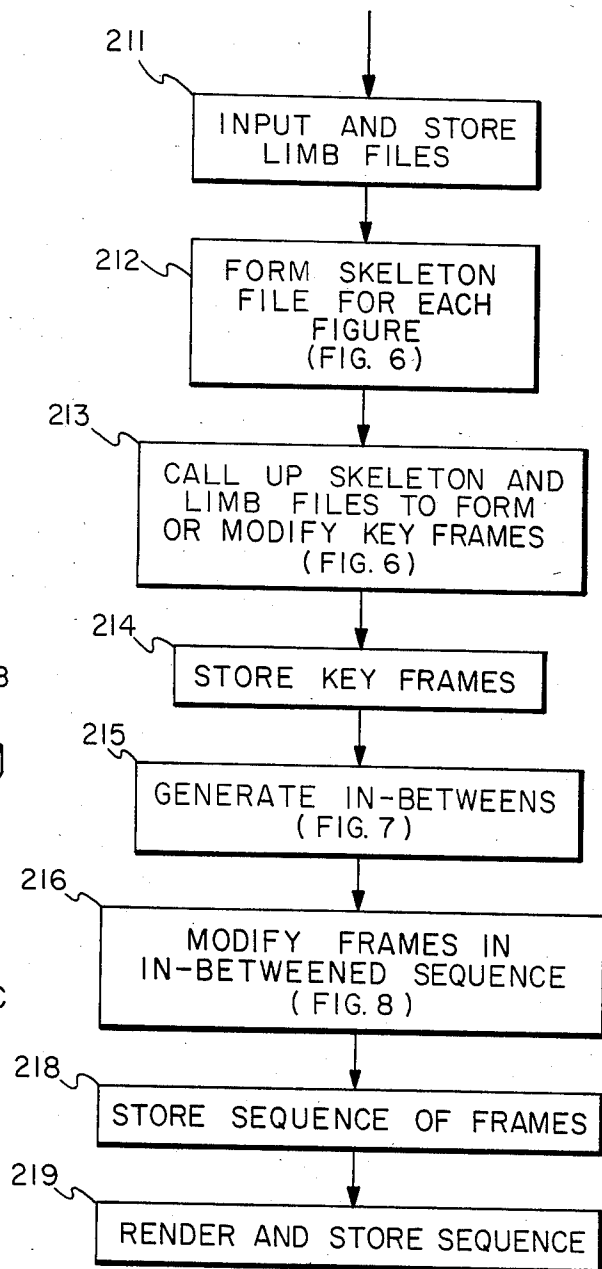 211
INPUT AND STORE
LIMB FILES
212
FORM SKELETON
FILE FOR EACH
FIGURE
(FIG. 6)
213
CALL UP SKELETON AND
LIMB FILES TO FORM
OR MODIFY KEY FRAMES
(FIG. 6)
214
STORE KEY FRAMES
215
GENERATE IN-BETWEENS
(FIG. 7)
216
MODIFY FRAMES IN
IN-BETWEENED SEQUENCE
(FIG. 8)
218
STORE SEQUENCE OF FRAMES
219
RENDER AND STORE SEQUENCE